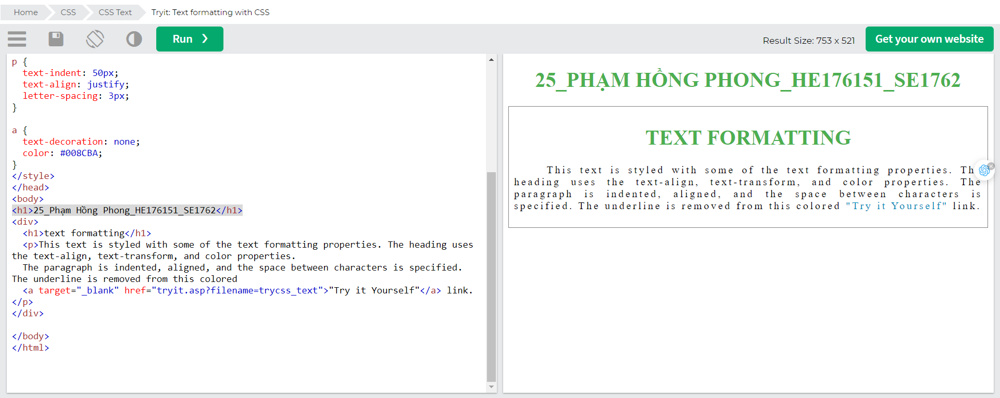 Home CSS CSS Text Tryit: Text formatting with CSS
Run ❯ Result Size: 753 x 521 Get your own website
p {
  text-indent: 50px;
  text-align: justify;
  letter-spacing: 3px;
}

a {
  text-decoration: none;
  color: #008CBA;
}
</style>
</head>
<body>
<h1>25_Phạm Hồng Phong_HE176151_SE1762</h1>
<div>
  <h1>text formatting</h1>
  <p>This text is styled with some of the text formatting properties. The heading uses
the text-align, text-transform, and color properties.
  The paragraph is indented, aligned, and the space between characters is specified.
The underline is removed from this colored
  <a target="_blank" href="tryit.asp?filename=trycss_text">"Try it Yourself"</a> link.
</p>
</div>

</body>
</html>
25_PHẠM HỒNG PHONG_HE176151_SE1762
TEXT FORMATTING
This text is styled with some of the text formatting properties. Th
heading uses the text-align, text-transform, and color properties. The
paragraph is indented, aligned, and the space between characters is
specified. The underline is removed from this colored "Try it Yourself" link.